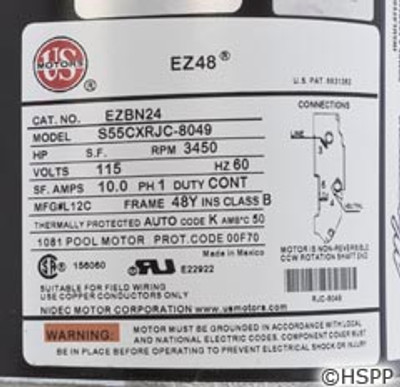 US
MOTORS
EZ48®
U.S. PAT
CAT. NO. EZBN24
MODEL S55CXRJC-8049
HP S.F. RPM 3450
VOLTS 115 HZ 60
SF. AMPS 10.0 PH 1 DUTY CONT
MFG#L12C FRAME 48Y INS CLASS B
THERMALLY PROTECTED AUTO CODE K AMB°C 50
1081 POOL MOTOR PROT.CODE 00F70
Made in Mexico
156060 E22922
SUITABLE FOR FIELD WIRING
USE COPPER CONDUCTORS ONLY
NIDEC MOTOR CORPORATION www.usmotors.com
CONNECTIONS
LINE
MOTOR IS NON-REVERSIBLE
CCW ROTATION SHAFT END
RJC-8049
WARNING: MOTOR MUST BE GROUNDED IN ACCORDANCE WITH LOCAL
AND NATIONAL ELECTRIC CODES. COMPONENT COVER MUST
BE IN PLACE DURING OPERATION TO PREVENT ELECTRICAL SHOCK OR INJURY
©HSPP